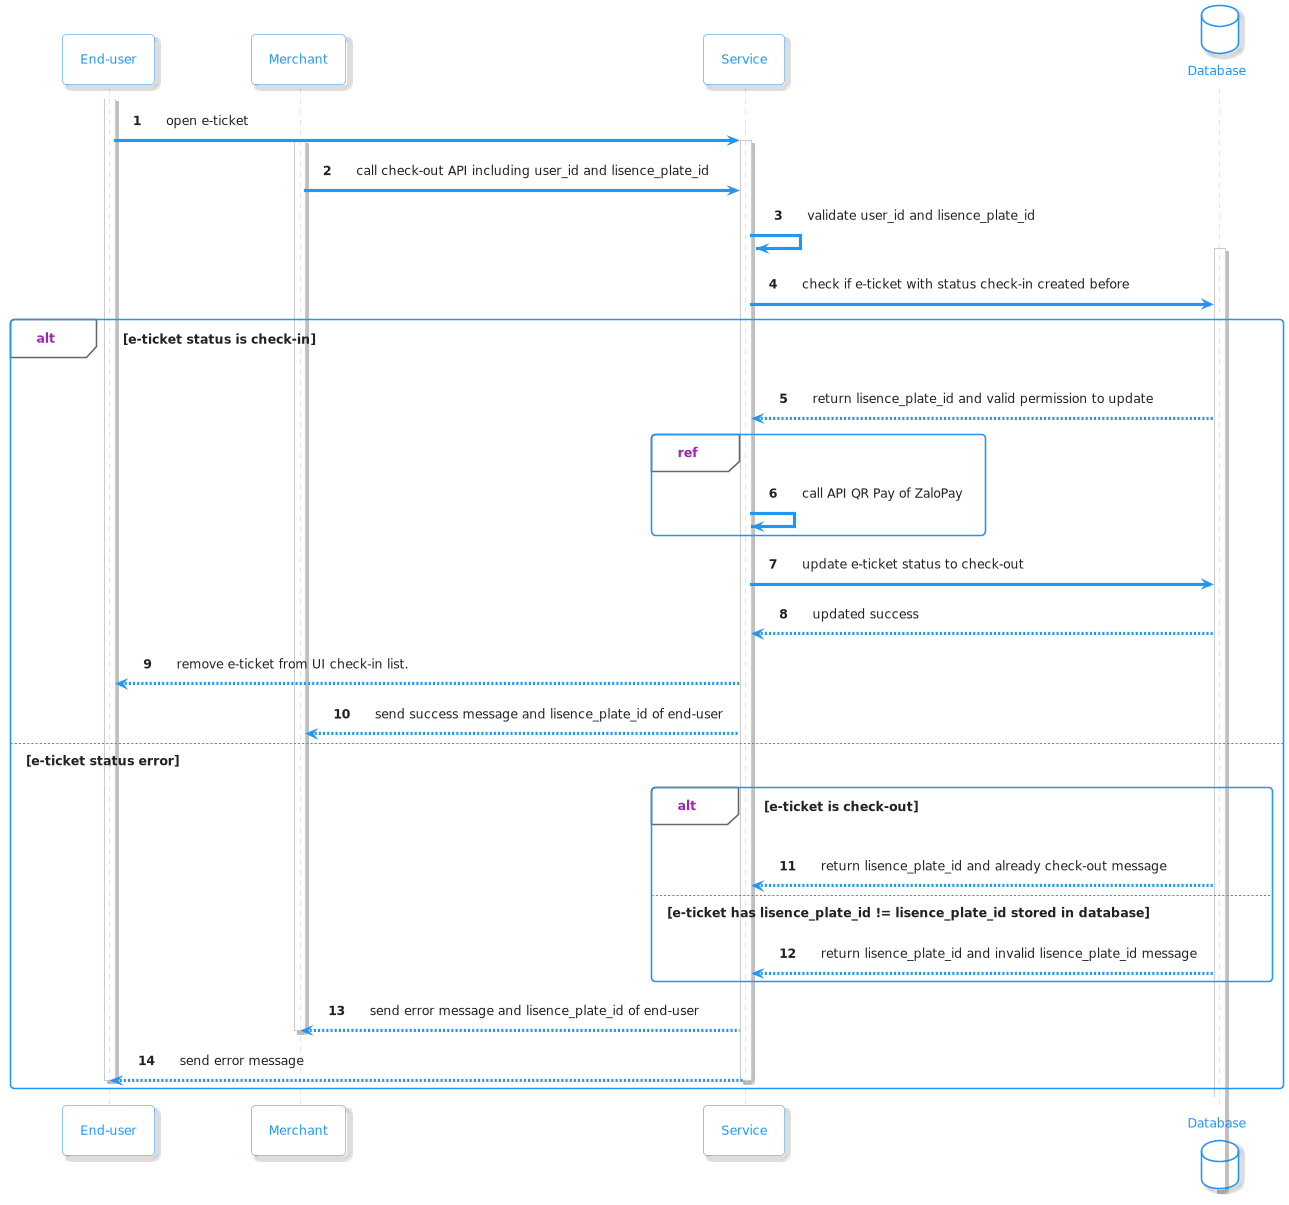 End-user
Merchant
Service
Database
1 open e-ticket
2 call check-out API including user_id and lisence_plate_id
3 validate user_id and lisence_plate_id
4 check if e-ticket with status check-in created before
alt [e-ticket status is check-in]
5 return lisence_plate_id and valid permission to update
ref
6 call API QR Pay of ZaloPay
7 update e-ticket status to check-out
8 updated success
9 remove e-ticket from UI check-in list.
10 send success message and lisence_plate_id of end-user
[e-ticket status error]
alt [e-ticket is check-out]
11 return lisence_plate_id and already check-out message
[e-ticket has lisence_plate_id != lisence_plate_id stored in database]
12 return lisence_plate_id and invalid lisence_plate_id message
13 send error message and lisence_plate_id of end-user
14 send error message
End-user
Merchant
Service
Database